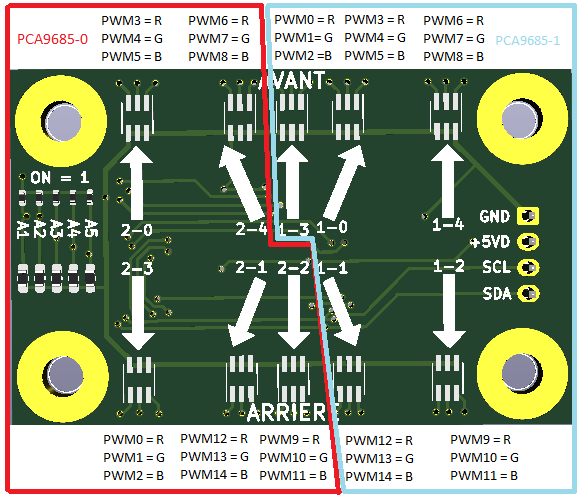 PWM3 = R PWM6 = R PWM0 = R PWM3 = R PWM6 = R
PCA9685-0 PWM4 = G PWM7 = G PWM1= G PWM4 = G PWM7 = G PCA9685-1
PWM5 = B PWM8 = B PWM2 =B PWM5 = B PWM8 = B
AVANT
ON = 1
A1 A2 A3 A4 A5
2-0 2-4 1-3 1-0 1-4
GND
+5VD
SCL
SDA
2-3 2-1 2-2 1-1 1-2
ARRIER
PWM0 = R PWM12 = R PWM9 = R PWM12 = R PWM9 = R
PWM1 = G PWM13 = G PWM10 = G PWM13 = G PWM10 = G
PWM2 = B PWM14 = B PWM11 = B PWM14 = B PWM11 = B